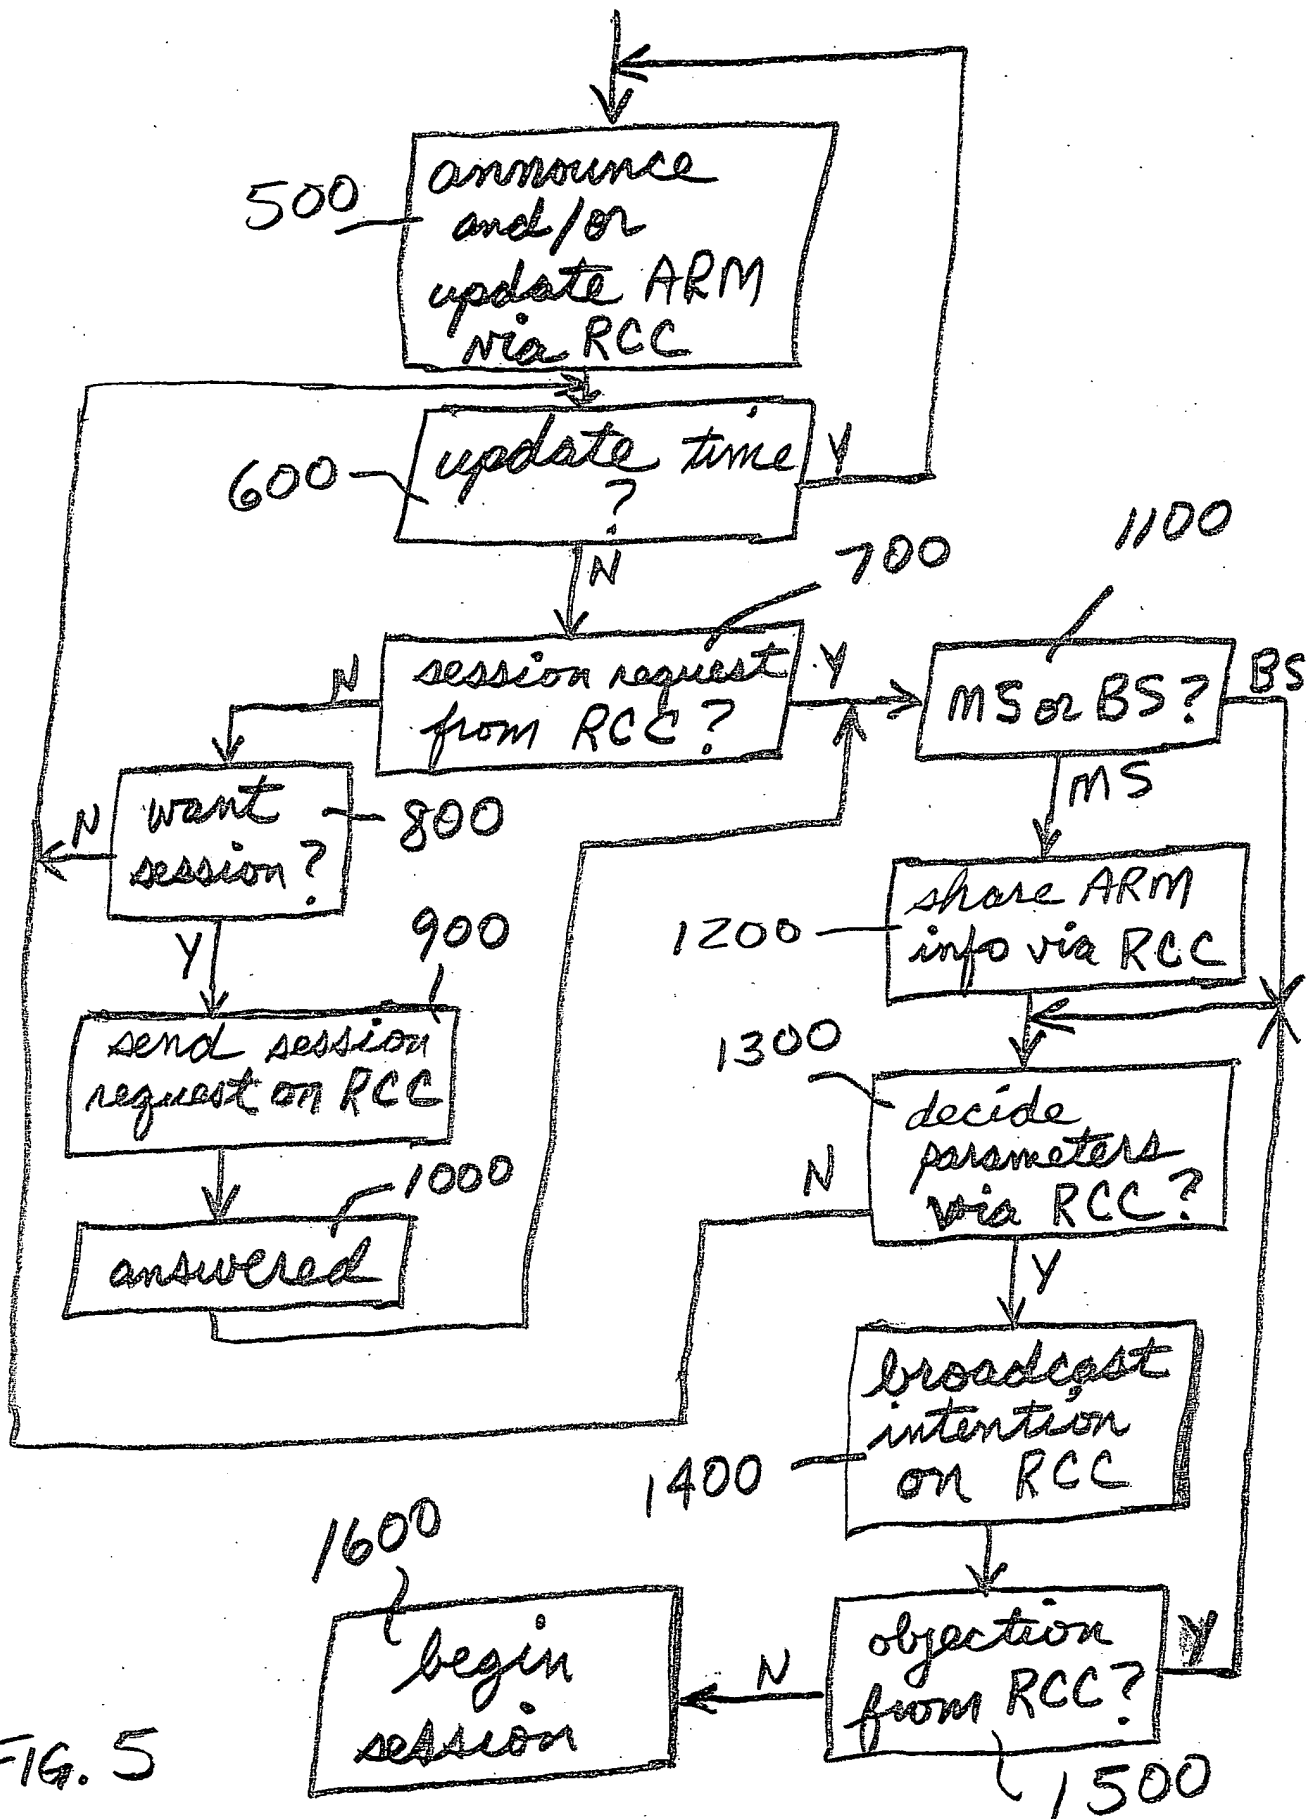 500
announce
and/or
update ARM
via RCC
600
update time
?
Y
N
700
session request
from RCC?
N
Y
1100
MS or BS?
BS
MS
want
session?
800
N
Y
900
send session
request on RCC
1000
answered
1200
share ARM
info via RCC
1300
decide
parameters
via RCC?
N
Y
1400
broadcast
intention
on RCC
1500
objection
from RCC?
Y
N
1600
begin
session
FIG. 5